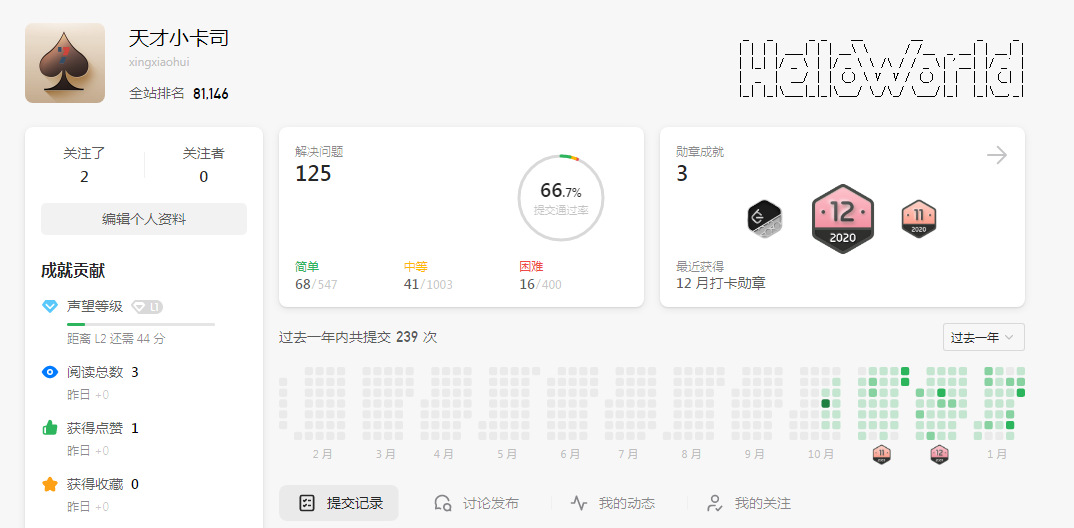 天才小卡司
xingxiaohui
全站排名 81,146
HelloWorld
关注了
2
关注者
0
编辑个人资料
成就贡献
声望等级 L1
距离 L2 还需 44 分
阅读总数 3
昨日 +0
获得点赞 1
昨日 +0
获得收藏 0
昨日 +0
解决问题
125
66.7%
提交通过率
简单
68/547
中等
41/1003
困难
16/400
勋章成就
3
12
2020
11
2020
最近获得
12 月打卡勋章
过去一年内共提交 239 次
过去一年
2 月 3 月 4 月 5 月 6 月 7 月 8 月 9 月 10 月 11 12 1 月
提交记录 讨论发布 我的动态 我的关注